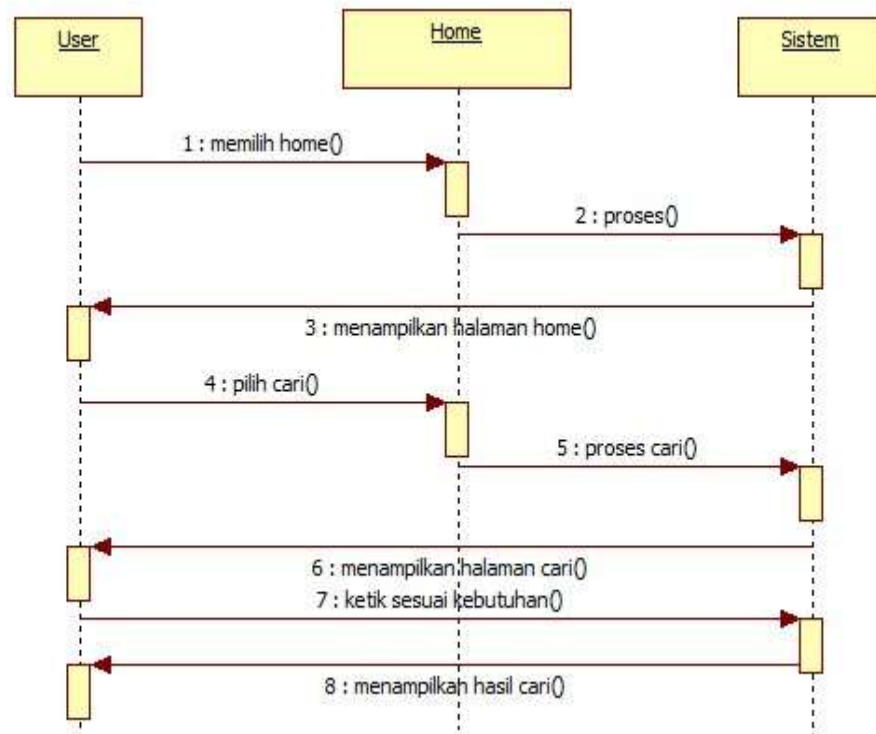 User
Home
Sistem
1 : memilih home()
2 : proses()
3 : menampilkan halaman home()
4 : pilih cari()
5 : proses cari()
6 : menampilkan halaman cari()
7 : ketik sesuai kebutuhan()
8 : menampilkan hasil cari()